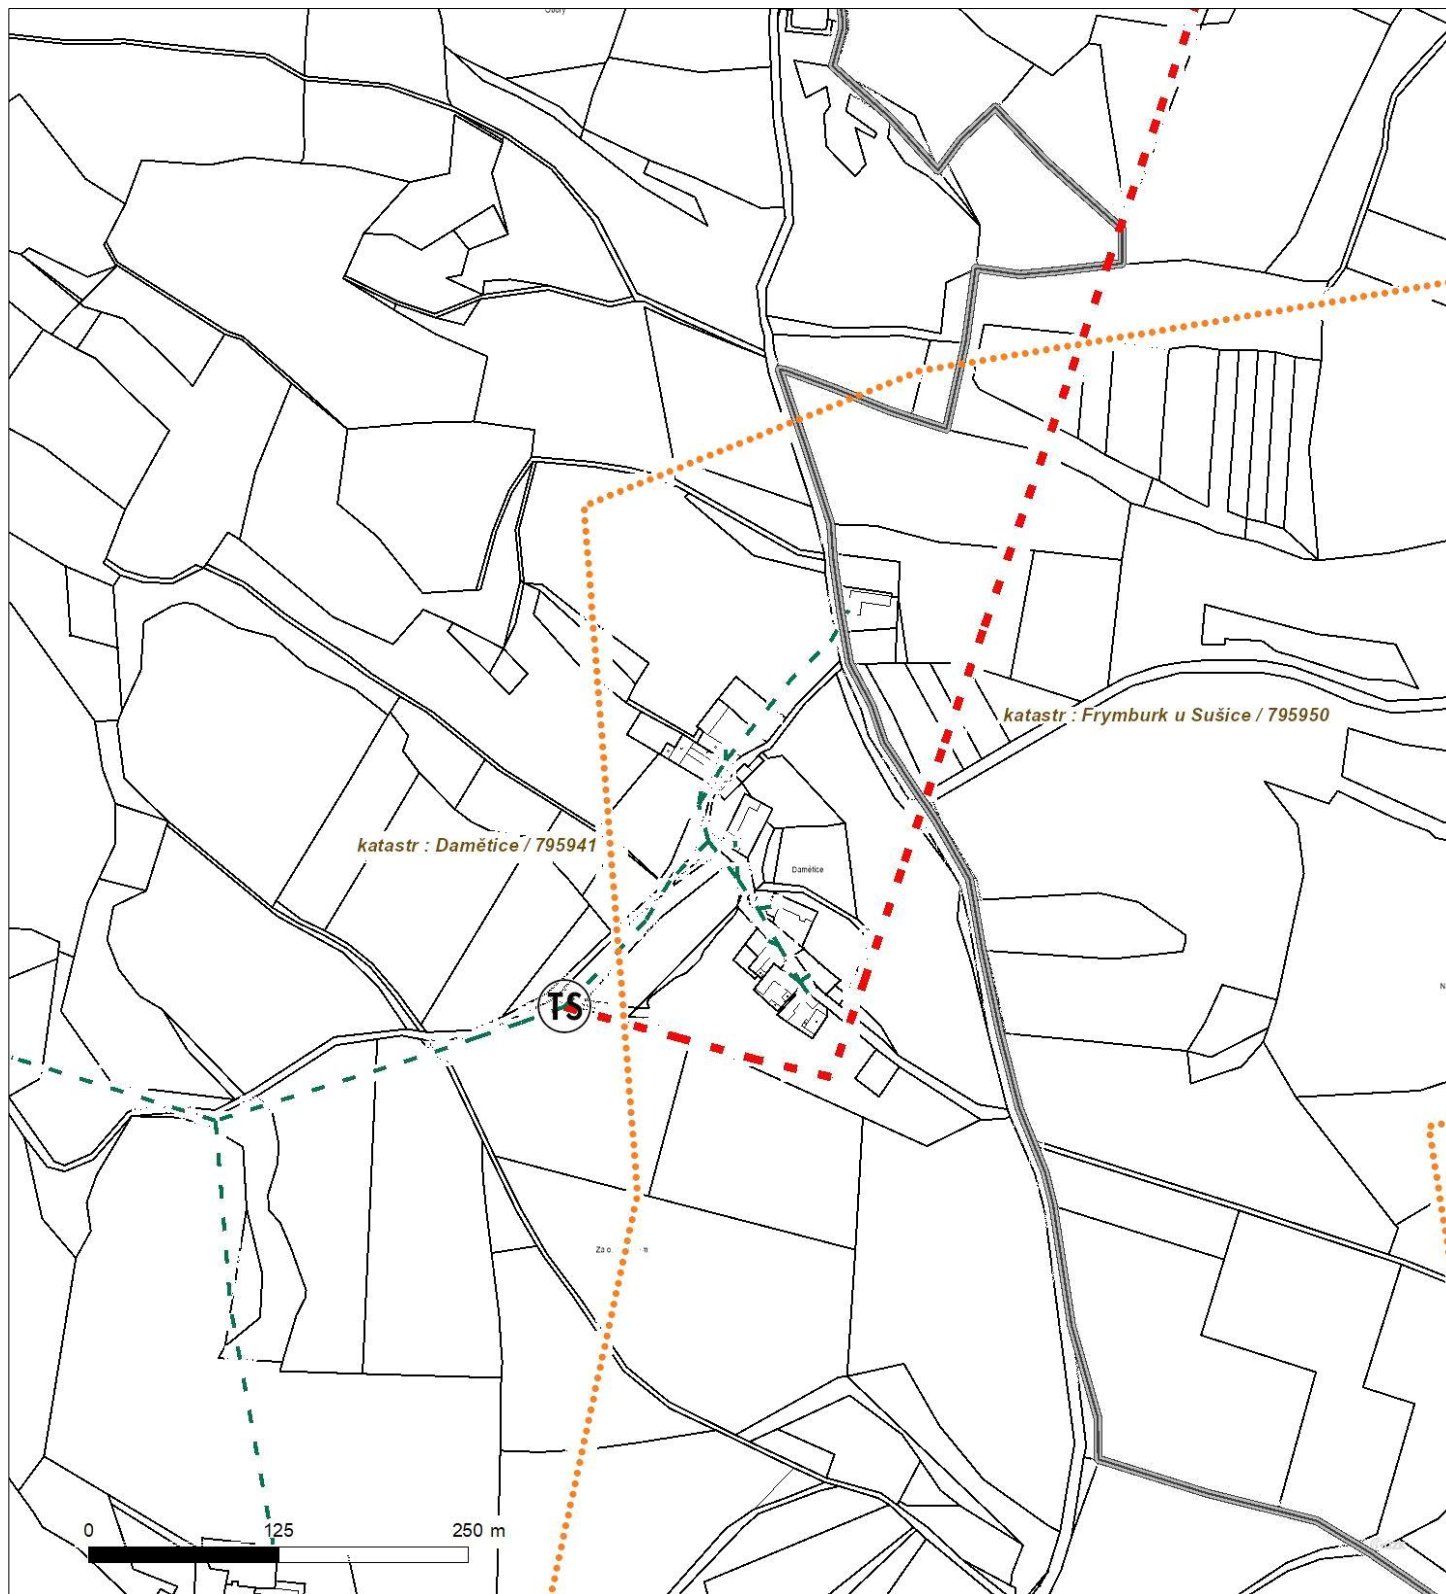 katastr : Frymburk u Sušice / 795950
katastr : Damětice / 795941
Damětice
TS
0 125 250 m